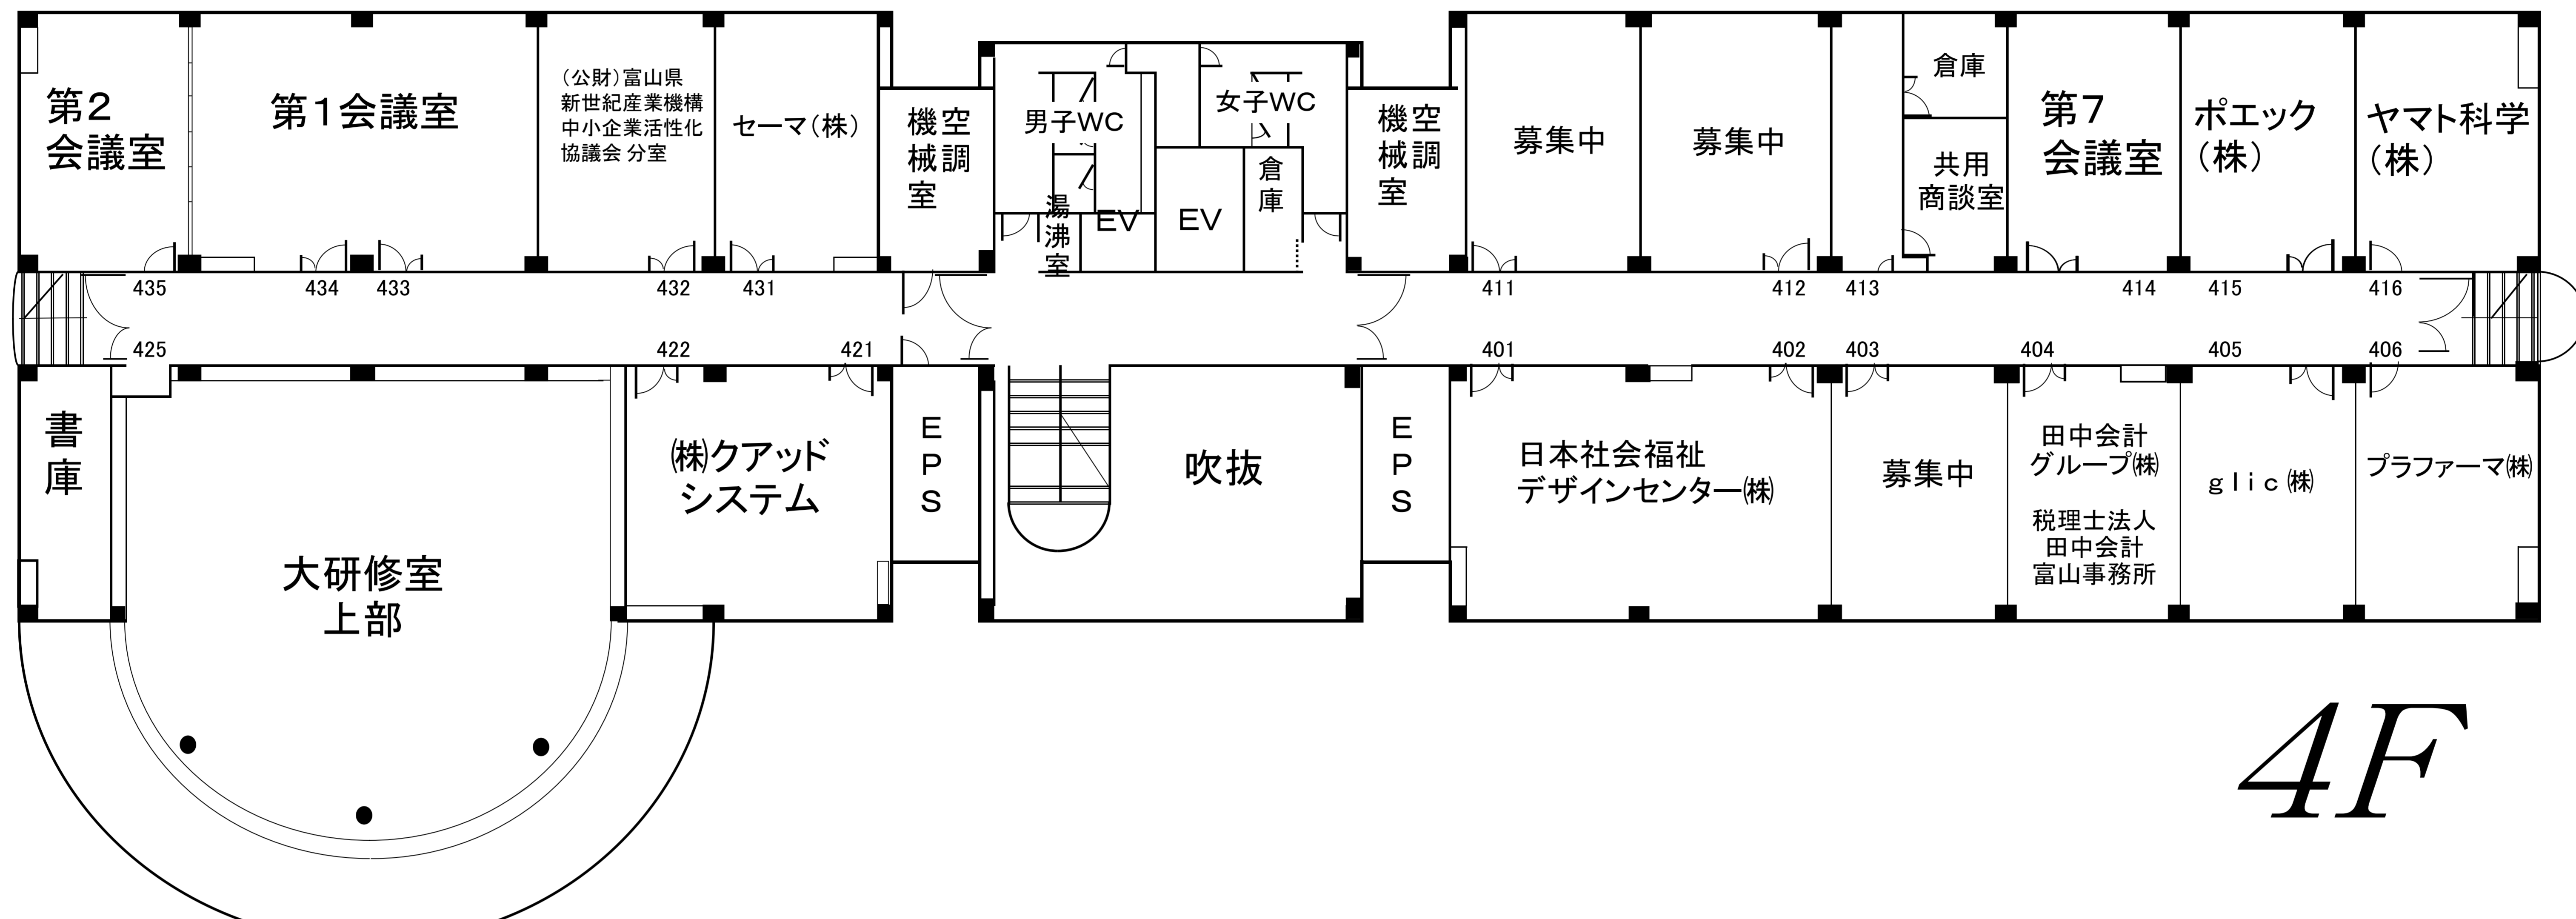 第２
会議室
第１会議室
（公財）富山県
新世紀産業機構
中小企業活性化
協議会 分室
セーマ（株）
空調
機械室
男子WC
女子WC
湯沸室
EV
EV
倉庫
空調
機械室
募集中
募集中
倉庫
共用
商談室
第７
会議室
ポエック
（株）
ヤマト科学
（株）
435
434
433
432
431
411
412
413
414
415
416
425
422
421
401
402
403
404
405
406
書庫
大研修室
上部
㈱クアッド
システム
EPS
吹抜
EPS
日本社会福祉
デザインセンター㈱
募集中
田中会計
グループ㈱
税理士法人
田中会計
富山事務所
ｇｌｉｃ㈱
プラファーマ㈱
4F